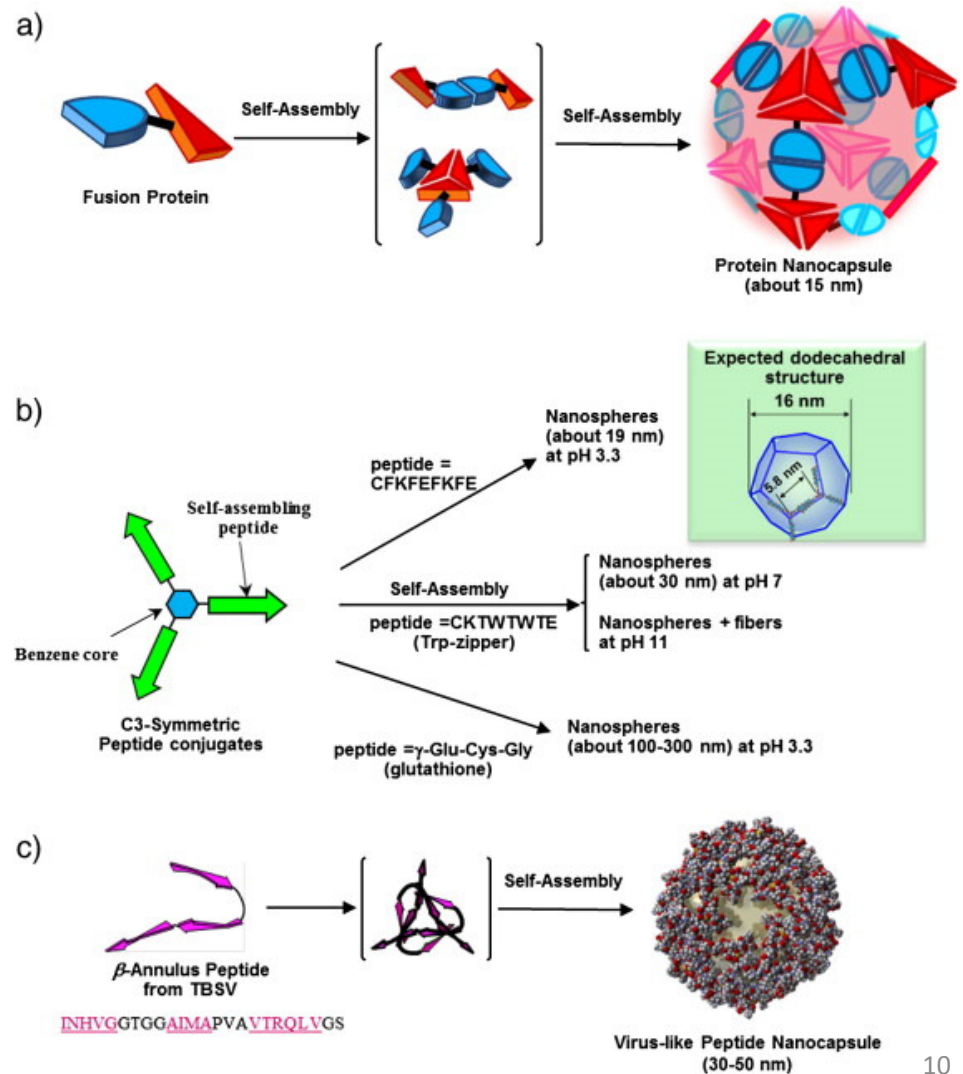 a)
Fusion Protein
Self-Assembly
Self-Assembly
Protein Nanocapsule
(about 15 nm)
b)
Self-assembling
peptide
Benzene core
C3-Symmetric
Peptide conjugates
peptide =
CFKFEFKFE
Nanospheres
(about 19 nm)
at pH 3.3
Expected dodecahedral
structure
16 nm
5.8 nm
Self-Assembly
peptide =CKTWTWTE
(Trp-zipper)
Nanospheres
(about 30 nm) at pH 7
Nanospheres + fibers
at pH 11
peptide =γ-Glu-Cys-Gly
(glutathione)
Nanospheres
(about 100-300 nm) at pH 3.3
c)
β-Annulus Peptide
from TBSV
INHVGGTGGAIMAPVAVTRQLVGS
Self-Assembly
Virus-like Peptide Nanocapsule
(30-50 nm)
10